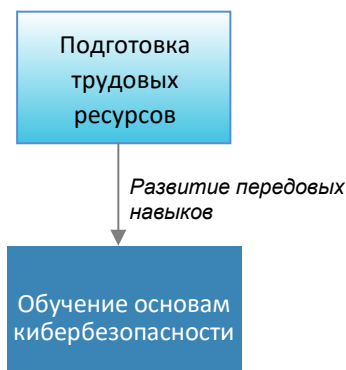 Подготовка
трудовых
ресурсов
Развитие передовых
навыков
Обучение основам
кибербезопасности